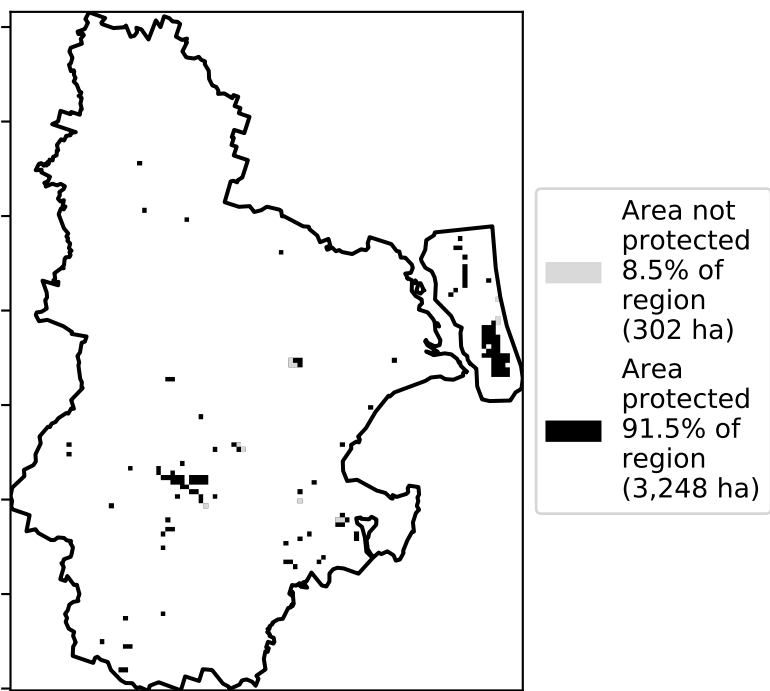 Area not
protected
8.5% of
region
(302 ha)
Area
protected
91.5% of
region
(3,248 ha)